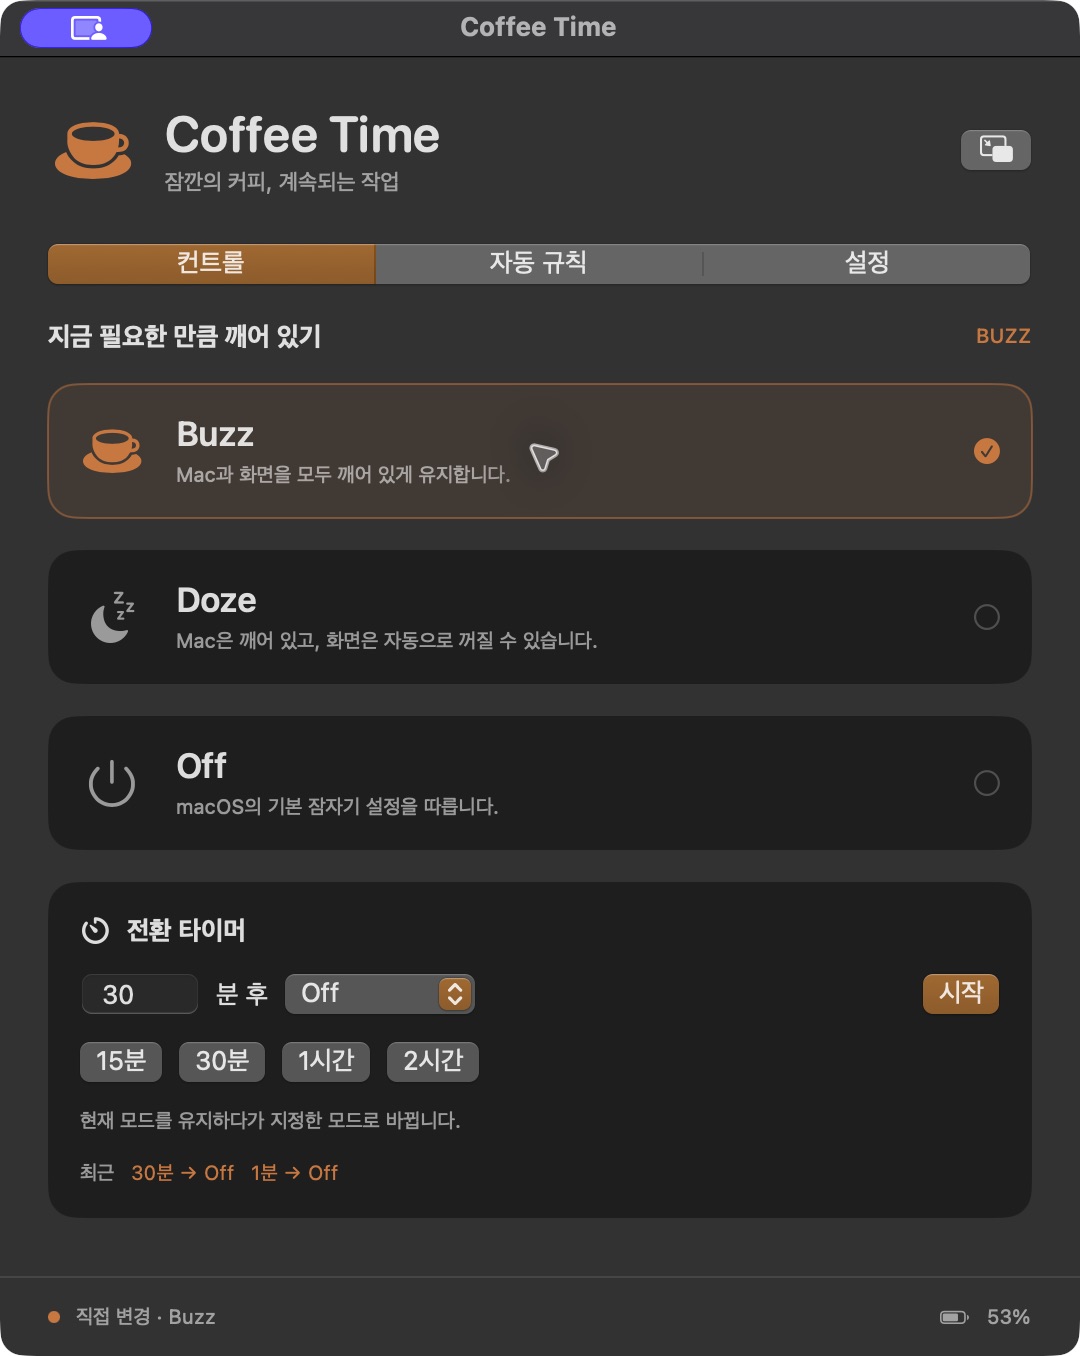 Coffee Time
Coffee Time
잠깐의 커피, 계속되는 작업
컨트롤 자동 규칙 설정
지금 필요한 만큼 깨어 있기 BUZZ
Buzz
Mac과 화면을 모두 깨어 있게 유지합니다.
Doze
Mac은 깨어 있고, 화면은 자동으로 꺼질 수 있습니다.
Off
macOS의 기본 잠자기 설정을 따릅니다.
전환 타이머
30 분 후 Off 시작
15분 30분 1시간 2시간
현재 모드를 유지하다가 지정한 모드로 바뀝니다.
최근 30분 → Off 1분 → Off
직접 변경 · Buzz 53%